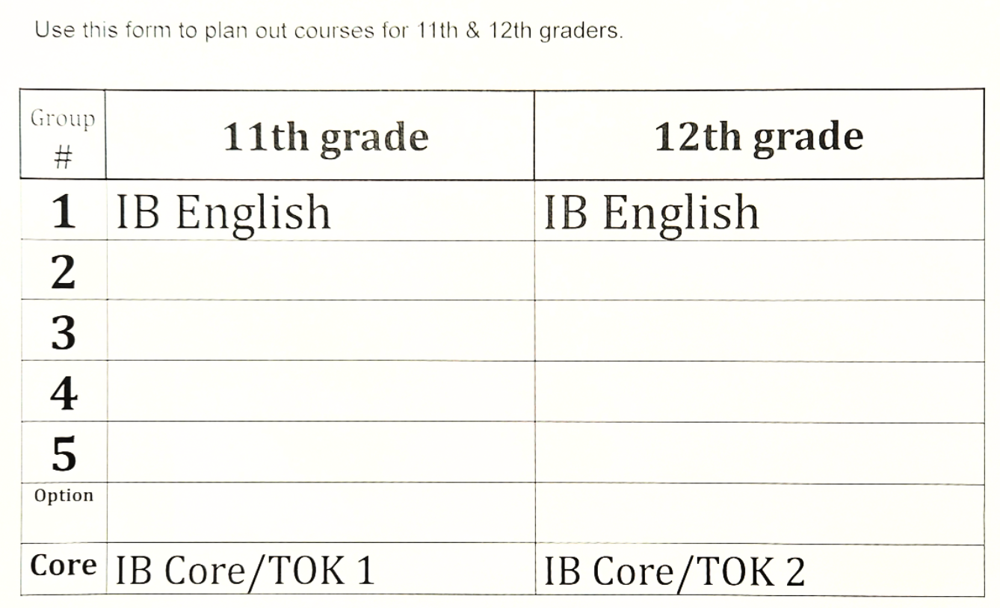 Use this form to plan out courses for 11th & 12th graders.
Group # 11th grade 12th grade
1 IB English IB English
2
3
4
5
Option
Core IB Core/TOK 1 IB Core/TOK 2